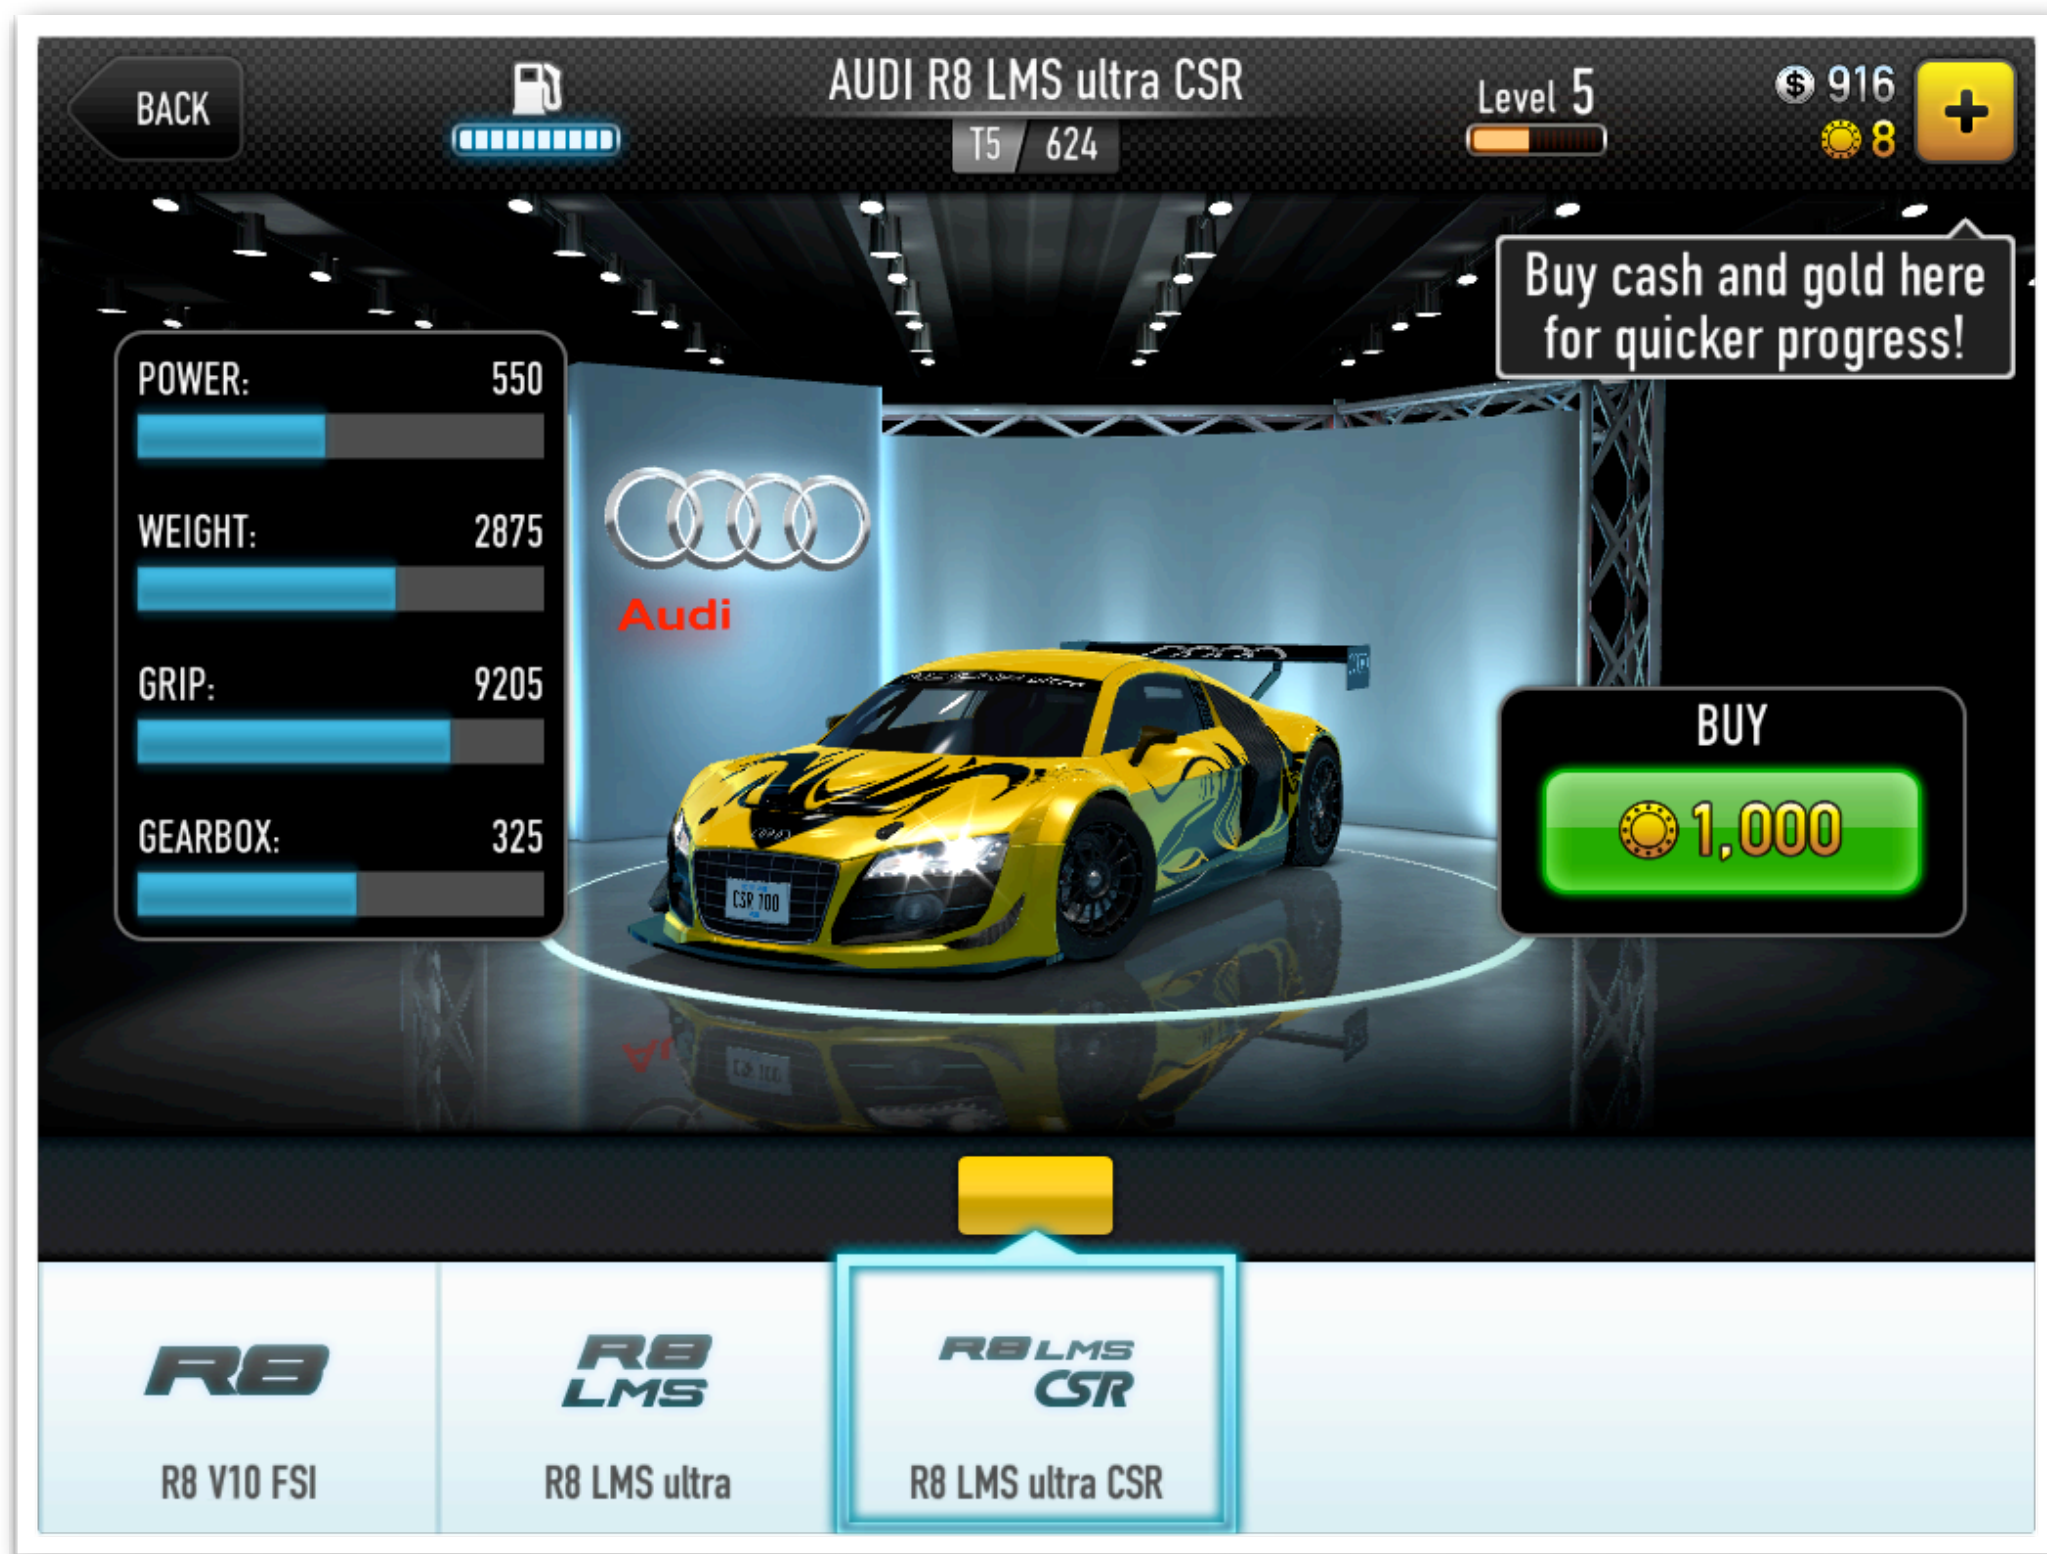 BACK
AUDI R8 LMS ultra CSR
T5 / 624
Level 5
$ 916
8
+
Buy cash and gold here
for quicker progress!
POWER: 550
WEIGHT: 2875
GRIP: 9205
GEARBOX: 325
Audi
CSR 700
BUY
1,000
R8
R8 V10 FSI
R8
LMS
R8 LMS ultra
R8 LMS
CSR
R8 LMS ultra CSR